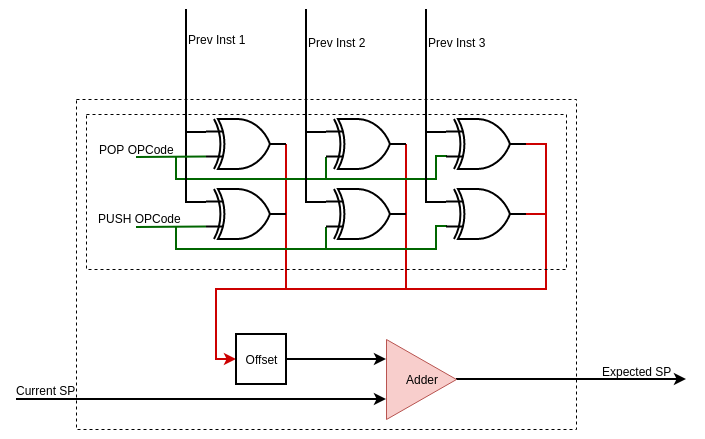 Prev Inst 1
Prev Inst 2
Prev Inst 3
POP OPCode
PUSH OPCode
Offset
Adder
Expected SP
Current SP